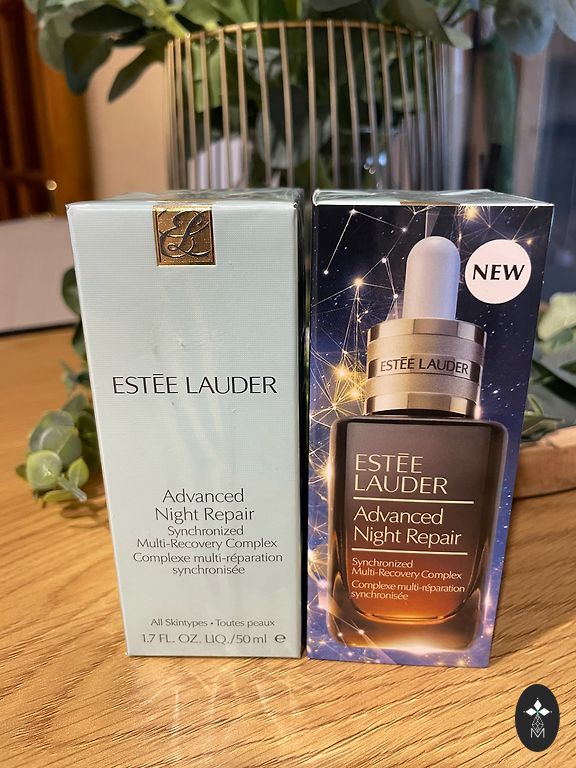 EL
ESTĒE LAUDER
Advanced
Night Repair
Synchronized
Multi-Recovery Complex
Complexe multi-réparation
synchronisée
All Skintypes • Toutes peaux
1.7 FL. OZ. LIQ./50 ml ℮
NEW
ESTĒE LAUDER
ESTĒE
LAUDER
Advanced
Night Repair
Synchronized
Multi-Recovery Complex
Complexe multi-réparation
synchronisée
M